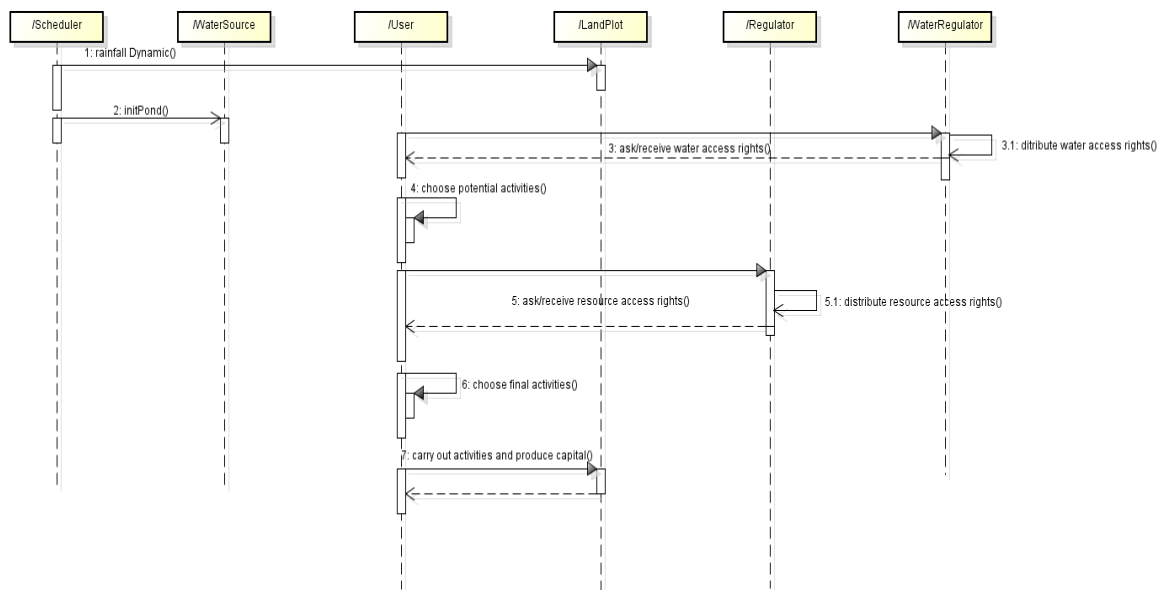 /Scheduler
/WaterSource
/User
/LandPlot
/Regulator
/WaterRegulator
1: rainfall Dynamic()
2: initPond()
3: ask/receive water access rights()
3.1: ditribute water access rights()
4: choose potential activities()
5: ask/receive resource access rights()
5.1: distribute resource access rights()
6: choose final activities()
7: carry out activities and produce capital()